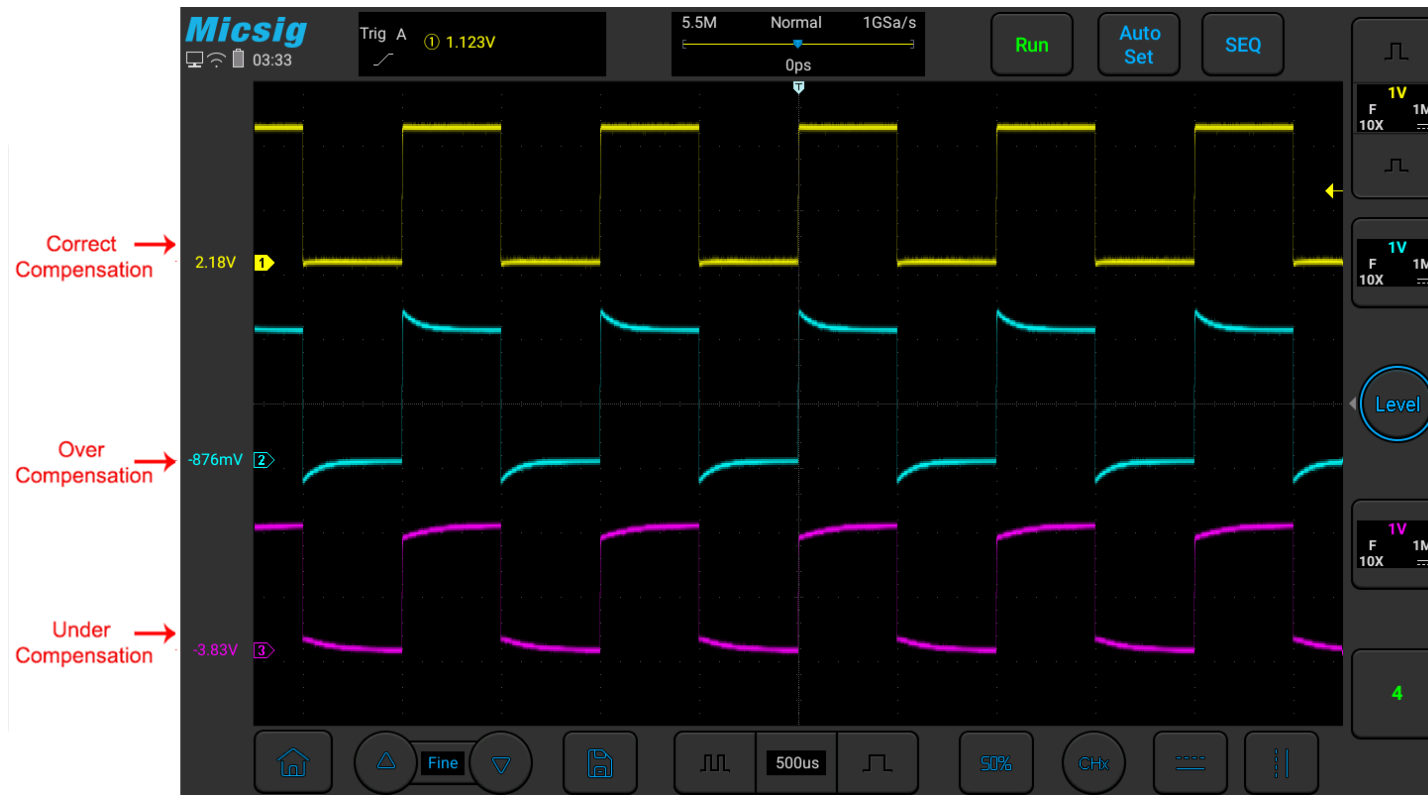 Micsig
03:33
Trig A
① 1.123V
5.5M Normal 1GSa/s
0ps
T
Run
Auto
Set
SEQ
1V
F 1M
10X
Correct
Compensation
2.18V
1
1V
F 1M
10X
Level
Over
Compensation
-876mV
2
1V
F 1M
10X
Under
Compensation
-3.83V
3
4
Fine
500us
50%
CHx